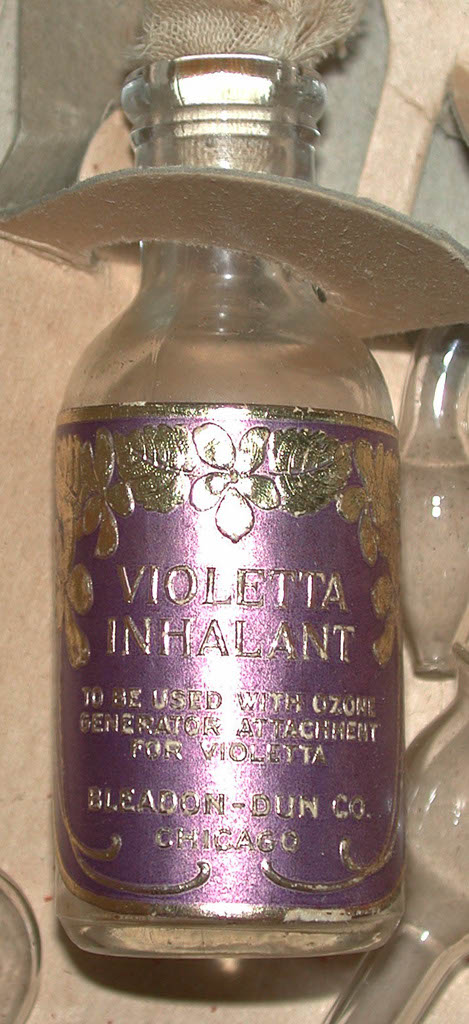 VIOLETTA
INHALANT
TO BE USED WITH OZONE
GENERATOR ATTACHMENT
FOR VIOLETTA
BLEADON-DUN CO.
CHICAGO